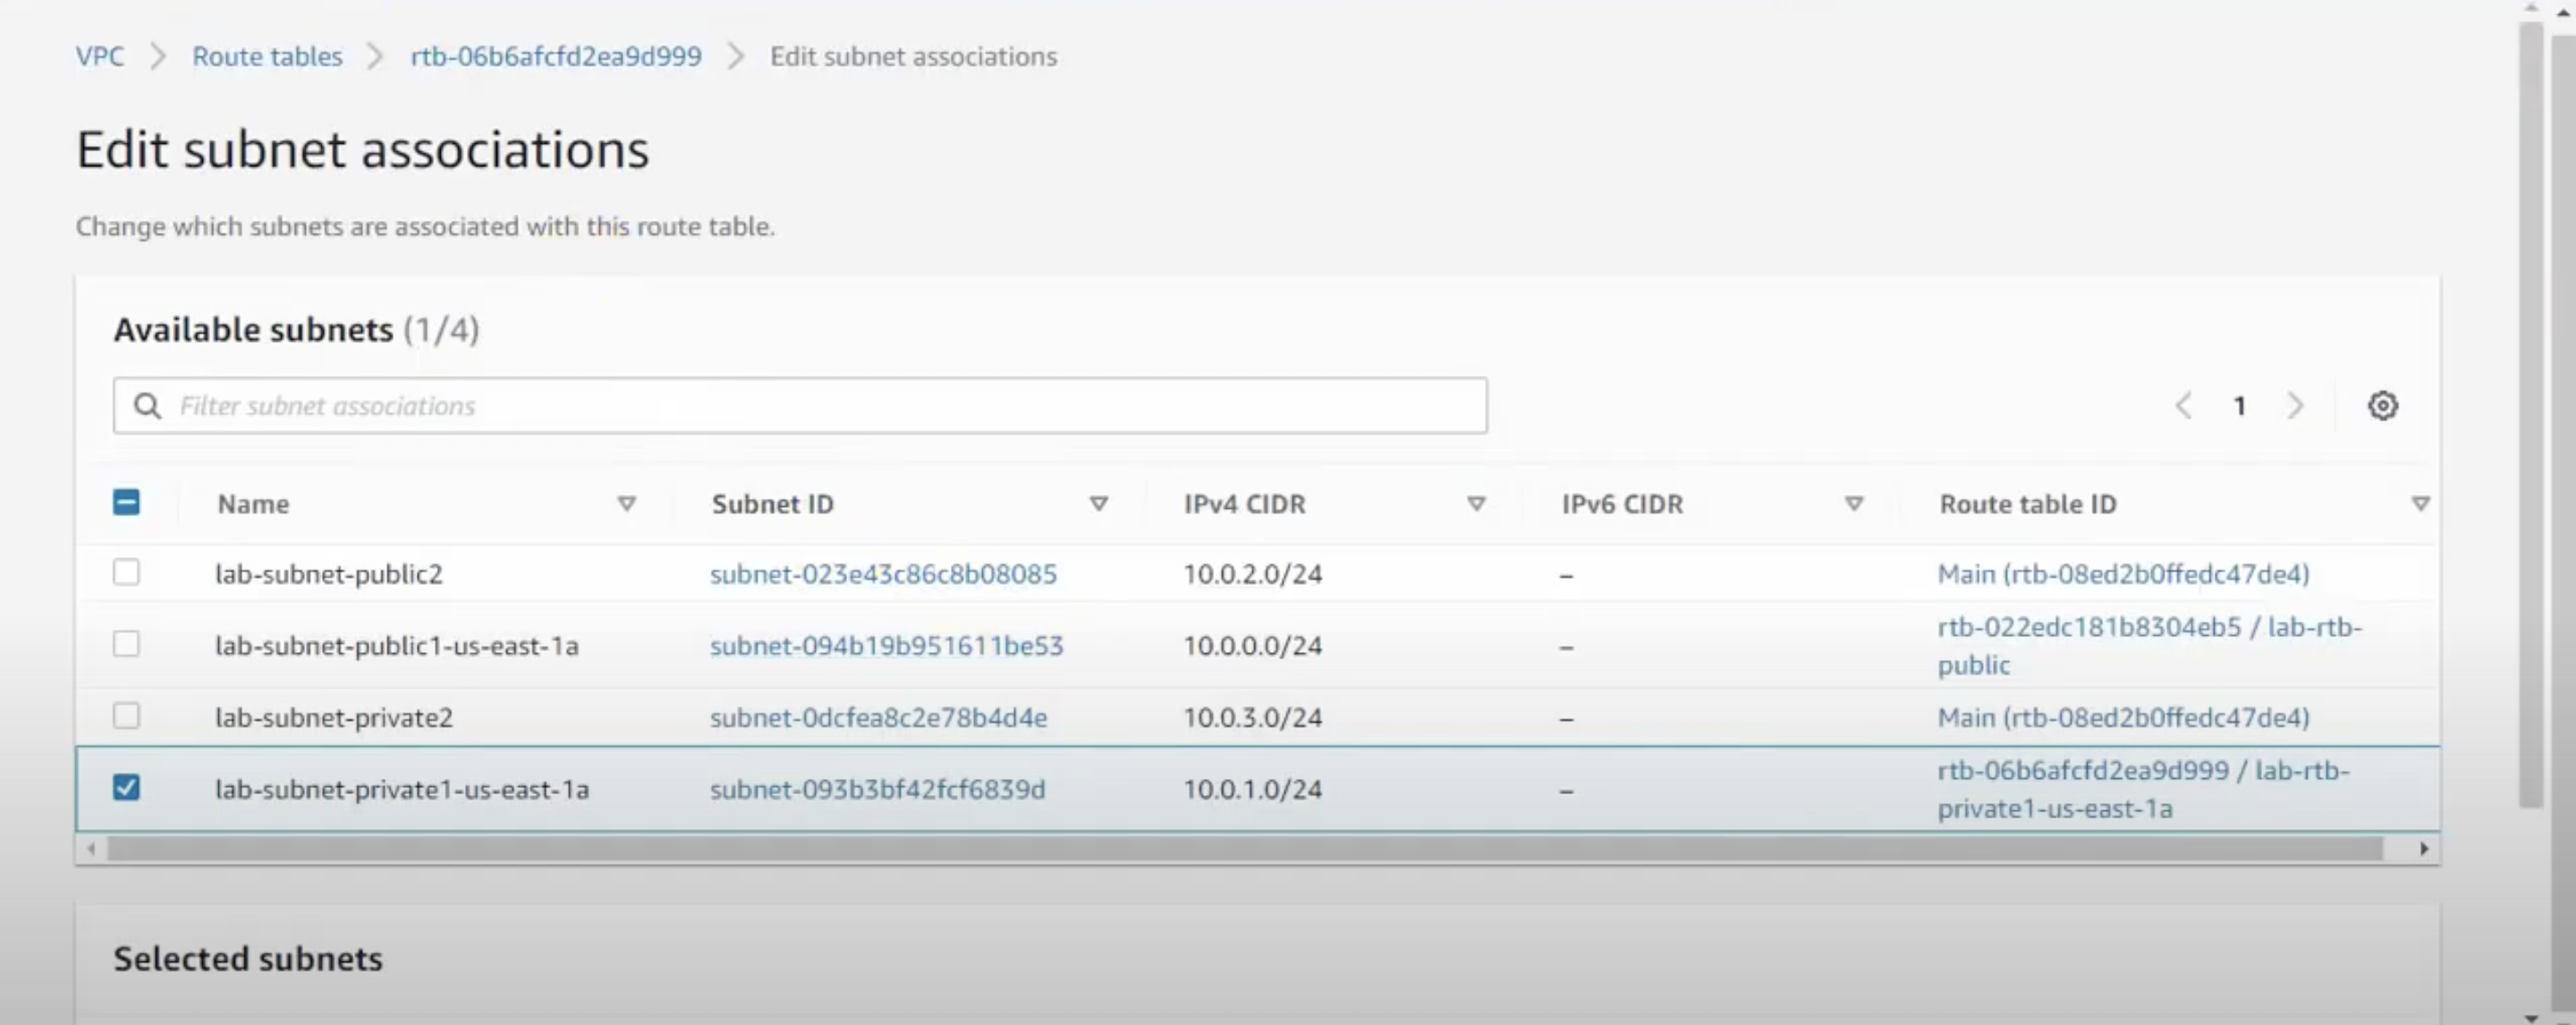 VPC > Route tables > rtb-06b6afcfd2ea9d999 > Edit subnet associations
Edit subnet associations
Change which subnets are associated with this route table.
Available subnets (1/4)
Filter subnet associations
1
Name Subnet ID IPv4 CIDR IPv6 CIDR Route table ID
lab-subnet-public2 subnet-023e43c86c8b08085 10.0.2.0/24 – Main (rtb-08ed2b0ffedc47de4)
lab-subnet-public1-us-east-1a subnet-094b19b951611be53 10.0.0.0/24 – rtb-022edc181b8304eb5 / lab-rtb-
public
lab-subnet-private2 subnet-0dcfea8c2e78b4d4e 10.0.3.0/24 – Main (rtb-08ed2b0ffedc47de4)
lab-subnet-private1-us-east-1a subnet-093b3bf42fcf6839d 10.0.1.0/24 – rtb-06b6afcfd2ea9d999 / lab-rtb-
private1-us-east-1a
Selected subnets